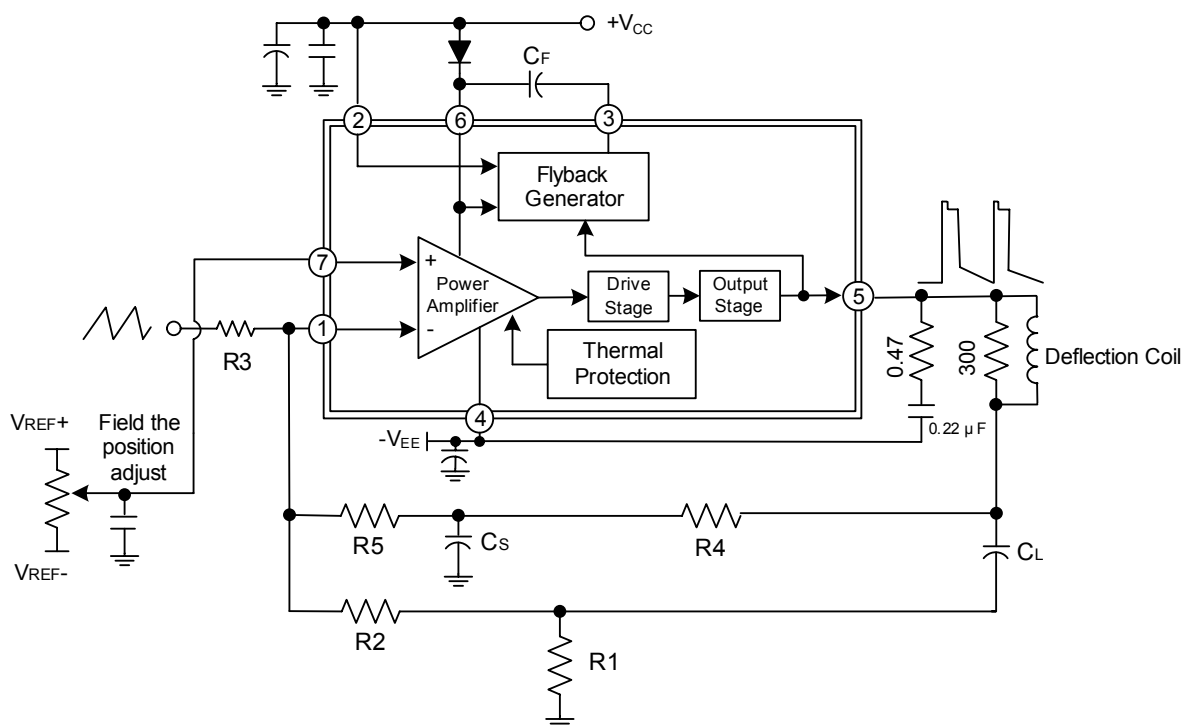 +VCC
CF
2
6
3
Flyback
Generator
7
+
Power
Amplifier
Drive
Stage
Output
Stage
5
1
-
R3
Thermal
Protection
0.47
300
Deflection Coil
4
0.22 µF
-VEE
VREF+
Field the
position
adjust
VREF-
R5
CS
R4
CL
R2
R1